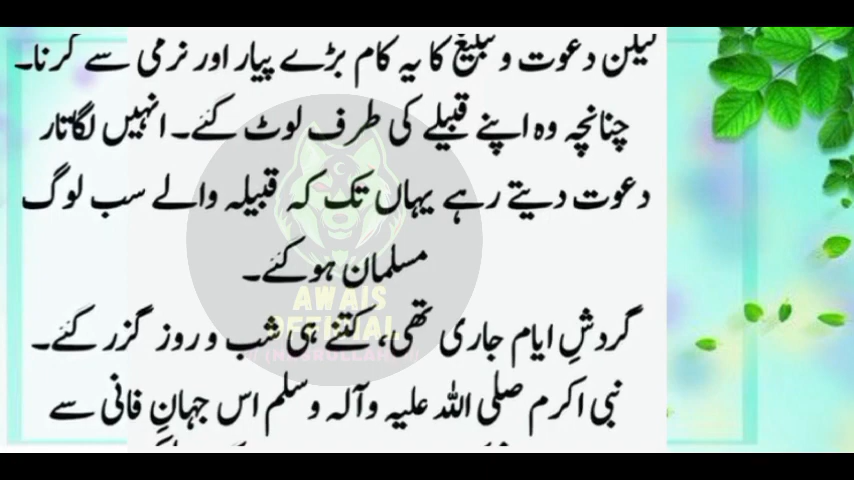 لیکن دعوت و تبلیغ کا یہ کام بڑے پیار اور نرمی سے کرنا۔
چنانچہ وہ اپنے قبیلے کی طرف لوٹ گئے۔ انہیں لگاتار
دعوت دیتے رہے یہاں تک کہ قبیلہ والے سب لوگ
مسلمان ہوگئے۔
AWAIS
گردشِ ایام جاری تھی، کتنے ہی شب و روز گزر گئے۔
نبی اکرم صلی اللہ علیہ وآلہ وسلم اس جہانِ فانی سے